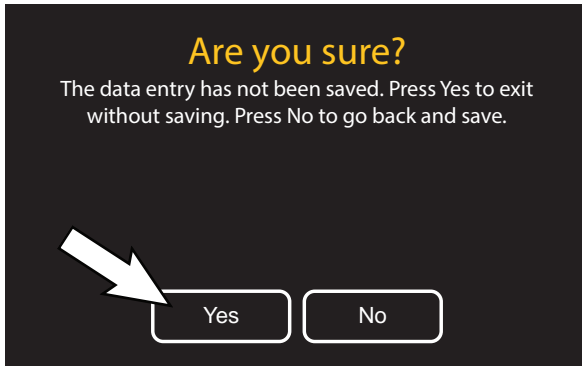 Are you sure?
The data entry has not been saved. Press Yes to exit
without saving. Press No to go back and save.
Yes No